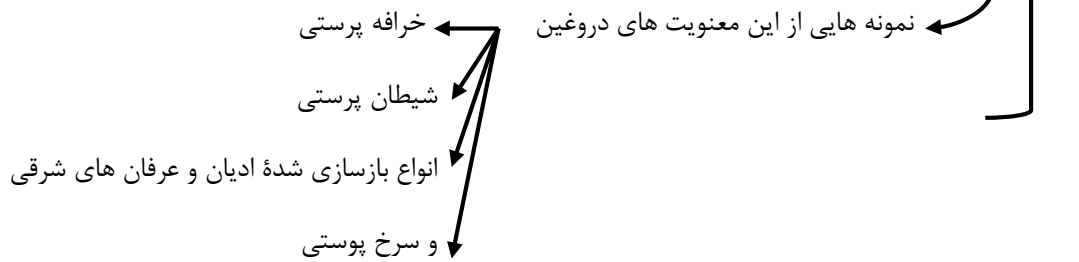 نمونه هایی از این معنویت های دروغین
خرافه پرستی
شیطان پرستی
انواع بازسازی شدۀ ادیان و عرفان های شرقی
و سرخ پوستی